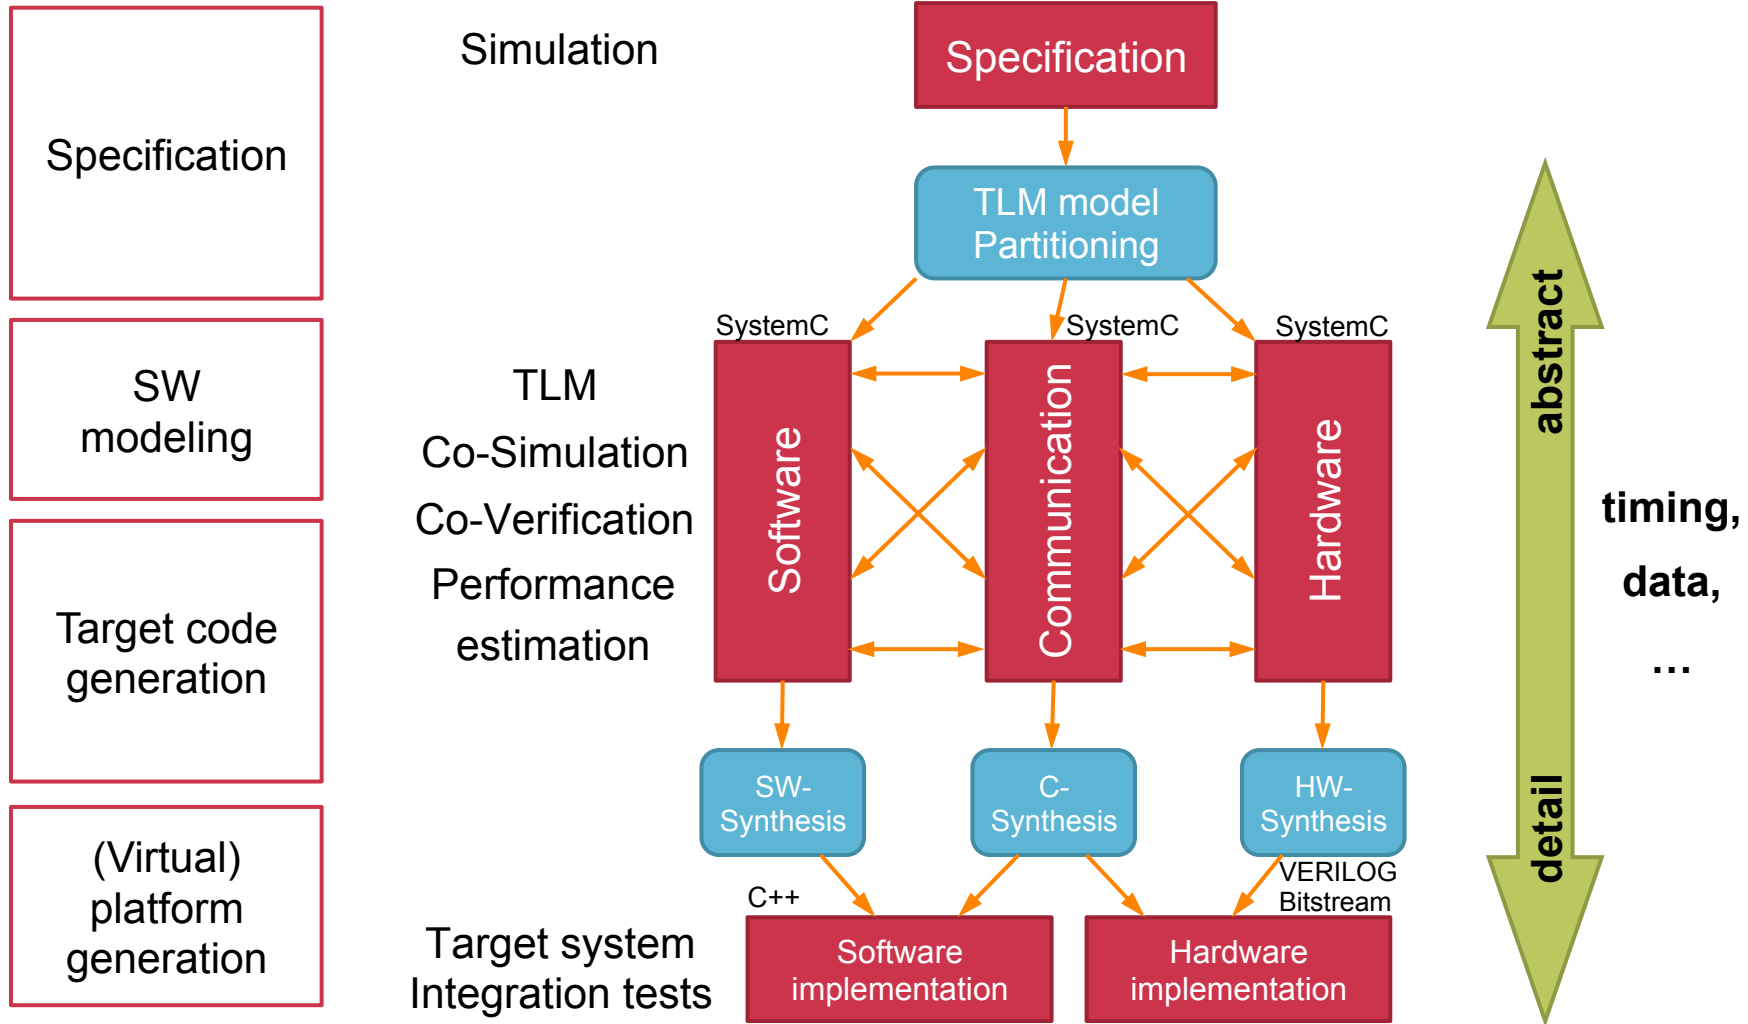 Simulation
Specification
Specification
TLM model
Partitioning
SystemC
SystemC
SystemC
SW
modeling
TLM
Co-Simulation
Co-Verification
Performance
estimation
Software
Communication
Hardware
abstract
timing,
data,
...
Target code
generation
SW-
Synthesis
C-
Synthesis
HW-
Synthesis
detail
(Virtual)
platform
generation
C++
VERILOG
Bitstream
Target system
Integration tests
Software
implementation
Hardware
implementation